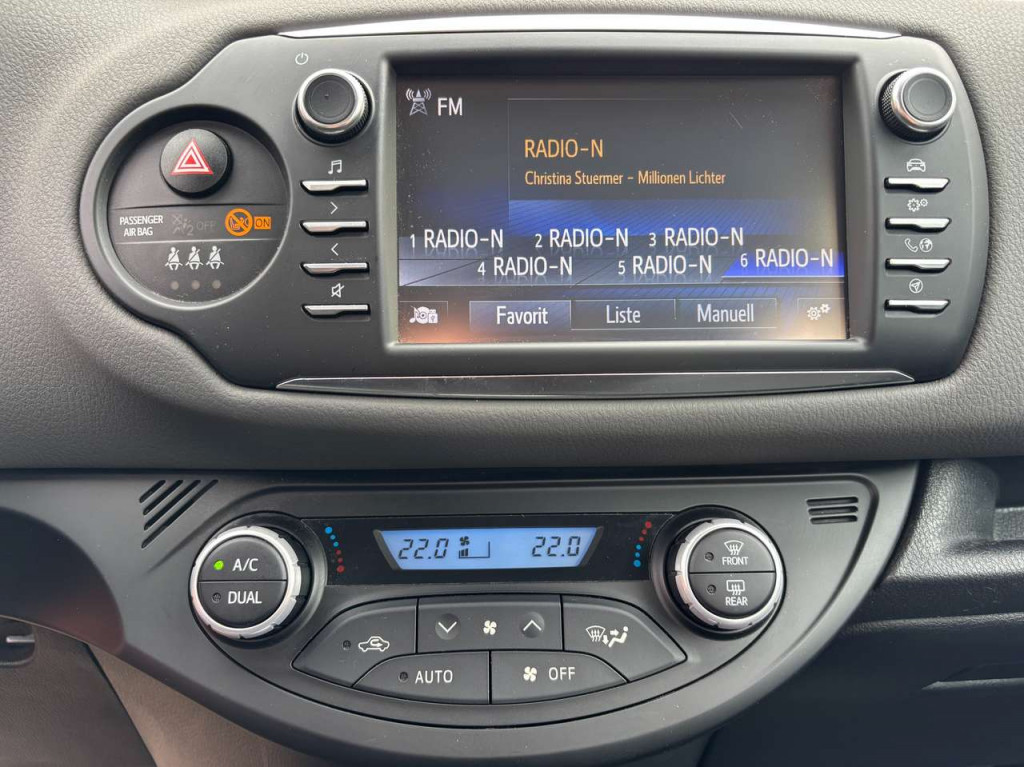 FM
RADIO-N
Christina Stuermer – Millionen Lichter
1 RADIO-N 2 RADIO-N 3 RADIO-N
4 RADIO-N 5 RADIO-N 6 RADIO-N
Favorit Liste Manuell
PASSENGER
AIR BAG
2 OFF ON
22.0 22.0
A/C
DUAL
FRONT
REAR
AUTO
OFF